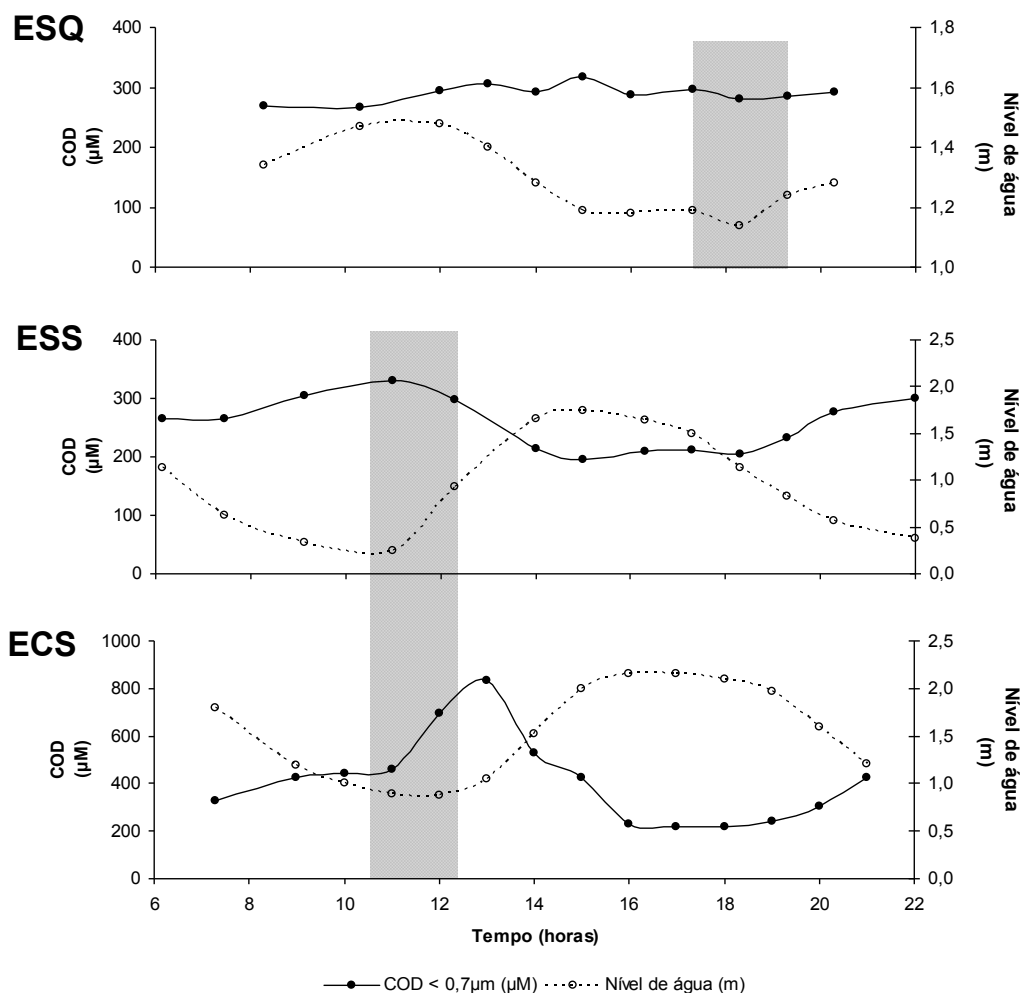 ESQ
COD
(µM)
400
300
200
100
0
1,8
1,6
1,4
1,2
1,0
Nível de água
(m)
ESS
COD
(µM)
400
300
200
100
0
2,5
2,0
1,5
1,0
0,5
0,0
Nível de água
(m)
ECS
COD
(µM)
1000
800
600
400
200
0
2,5
2,0
1,5
1,0
0,5
0,0
Nível de água
(m)
6 8 10 12 14 16 18 20 22
Tempo (horas)
COD < 0,7µm (µM) Nível de água (m)